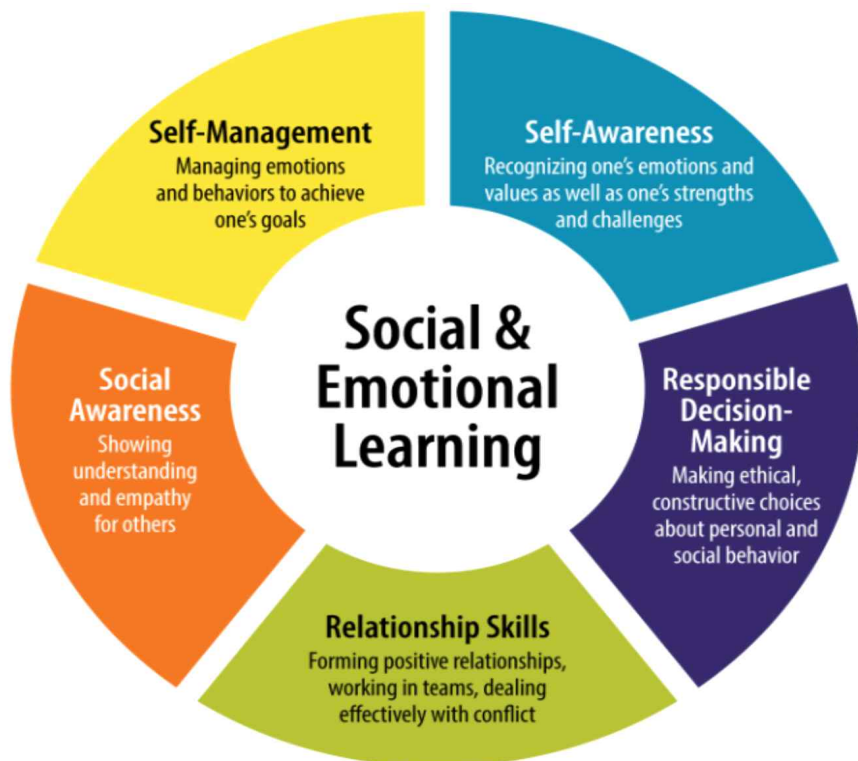 Self-Management
Managing emotions
and behaviors to achieve
one's goals
Self-Awareness
Recognizing one's emotions and
values as well as one's strengths
and challenges
Social &
Emotional
Learning
Social
Awareness
Showing
understanding
and empathy
for others
Responsible
Decision-
Making
Making ethical,
constructive choices
about personal and
social behavior
Relationship Skills
Forming positive relationships,
working in teams, dealing
effectively with conflict